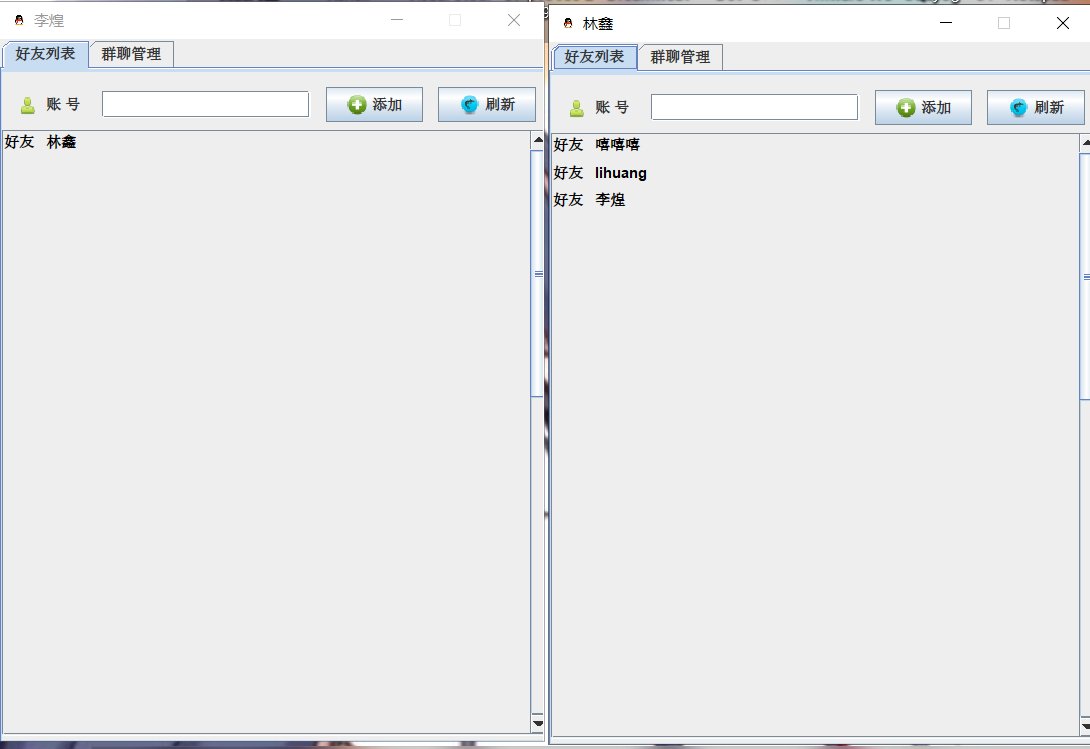 李煌
好友列表 群聊管理
账 号 添加 刷新
好友 林鑫
林鑫
好友列表 群聊管理
账 号 添加 刷新
好友 嘻嘻嘻
好友 lihuang
好友 李煌